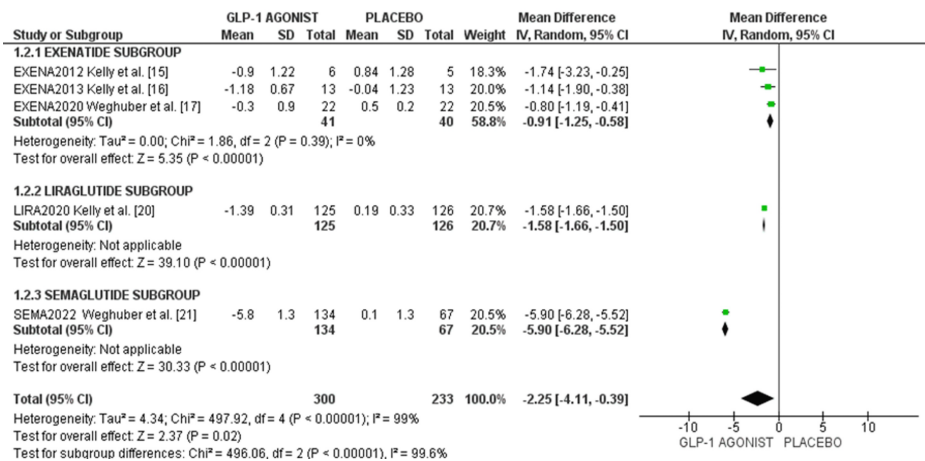 GLP-1 AGONIST PLACEBO Mean Difference Mean Difference
Study or Subgroup Mean SD Total Mean SD Total Weight IV, Random, 95% CI IV, Random, 95% CI
1.2.1 EXENATIDE SUBGROUP
EXENA2012 Kelly et al. [15] -0.9 1.22 6 0.84 1.28 5 18.3% -1.74 [-3.23, -0.25]
EXENA2013 Kelly et al. [16] -1.18 0.67 13 -0.04 1.23 13 20.0% -1.14 [-1.90, -0.38]
EXENA2020 Weghuber et al. [17] -0.3 0.9 22 0.5 0.2 22 20.5% -0.80 [-1.19, -0.41]
Subtotal (95% CI) 41 40 58.8% -0.91 [-1.25, -0.58]
Heterogeneity: Tau² = 0.00; Chi² = 1.86, df = 2 (P = 0.39); I² = 0%
Test for overall effect: Z = 5.35 (P < 0.00001)
1.2.2 LIRAGLUTIDE SUBGROUP
LIRA2020 Kelly et al. [20] -1.39 0.31 125 0.19 0.33 126 20.7% -1.58 [-1.66, -1.50]
Subtotal (95% CI) 125 126 20.7% -1.58 [-1.66, -1.50]
Heterogeneity: Not applicable
Test for overall effect: Z = 39.10 (P < 0.00001)
1.2.3 SEMAGLUTIDE SUBGROUP
SEMA2022 Weghuber et al. [21] -5.8 1.3 134 0.1 1.3 67 20.5% -5.90 [-6.28, -5.52]
Subtotal (95% CI) 134 67 20.5% -5.90 [-6.28, -5.52]
Heterogeneity: Not applicable
Test for overall effect: Z = 30.33 (P < 0.00001)
Total (95% CI) 300 233 100.0% -2.25 [-4.11, -0.39]
Heterogeneity: Tau² = 4.34; Chi² = 497.92, df = 4 (P < 0.00001); I² = 99%
Test for overall effect: Z = 2.37 (P = 0.02)
Test for subgroup differences: Chi² = 496.06, df = 2 (P < 0.00001), I² = 99.6%
-10 -5 0 5 10
GLP-1 AGONIST PLACEBO